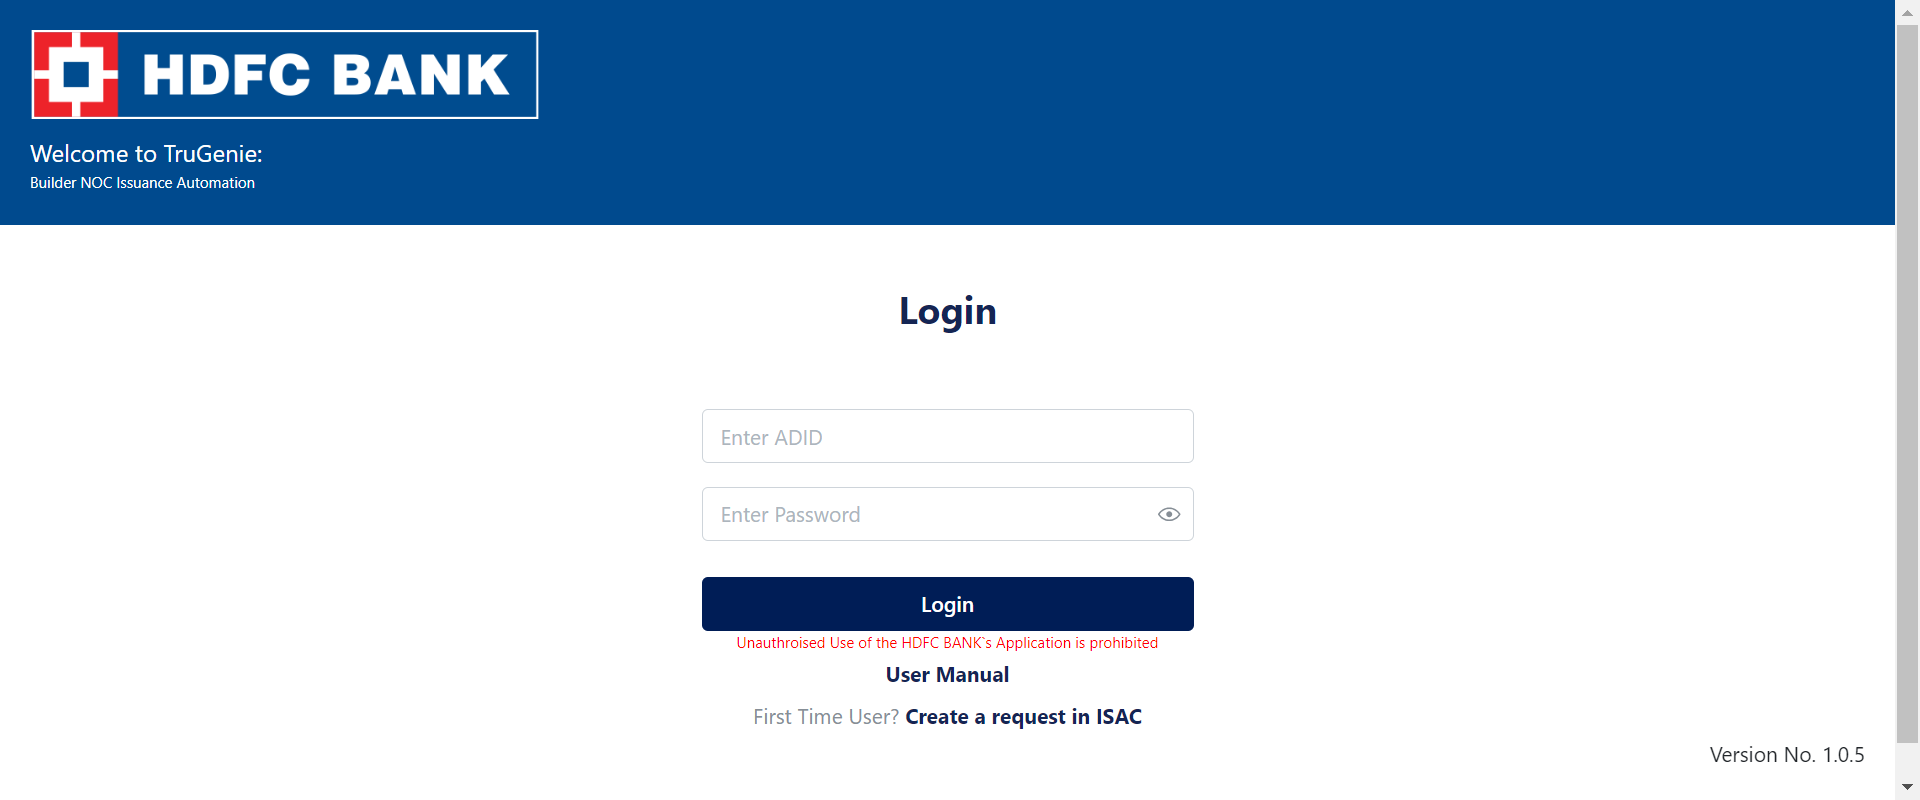 HDFC BANK
Welcome to TruGenie:
Builder NOC Issuance Automation
Login
Enter ADID
Enter Password
Login
Unauthroised Use of the HDFC BANK`s Application is prohibited
User Manual
First Time User? Create a request in ISAC
Version No. 1.0.5